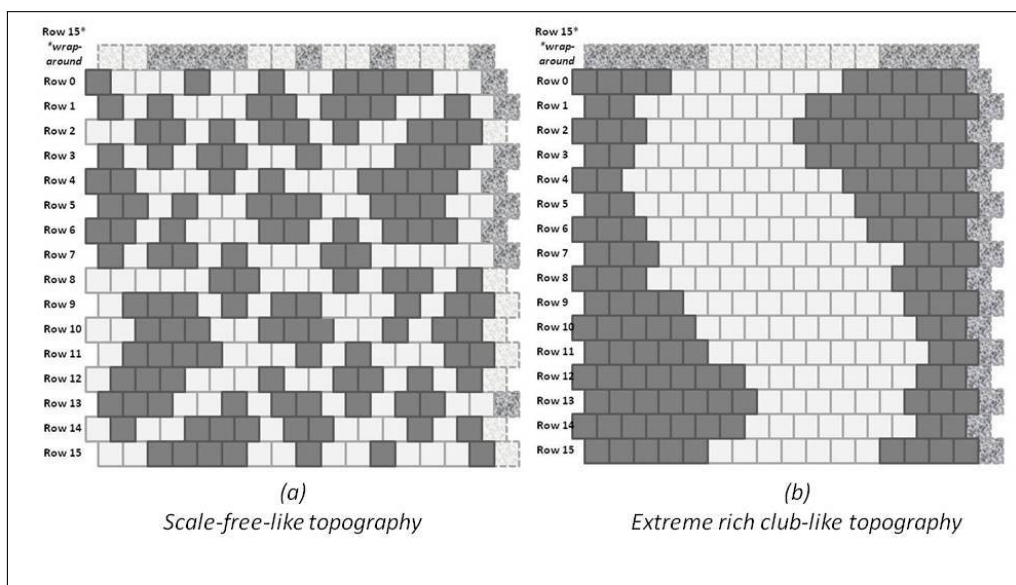 Row 15*
*wrap-
around
Row 0
Row 1
Row 2
Row 3
Row 4
Row 5
Row 6
Row 7
Row 8
Row 9
Row 10
Row 11
Row 12
Row 13
Row 14
Row 15
(a)
Scale-free-like topography
Row 15*
*wrap-
around
Row 0
Row 1
Row 2
Row 3
Row 4
Row 5
Row 6
Row 7
Row 8
Row 9
Row 10
Row 11
Row 12
Row 13
Row 14
Row 15
(b)
Extreme rich club-like topography